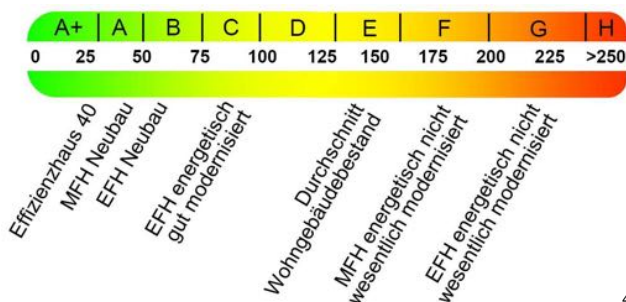 A+ A B C D E F G H
0 25 50 75 100 125 150 175 200 225 >250
Effizienzhaus 40
MFH Neubau
EFH Neubau
EFH energetisch
gut modernisiert
Durchschnitt
Wohngebäudebestand
MFH energetisch nicht
wesentlich modernisiert
EFH energetisch nicht
wesentlich modernisiert